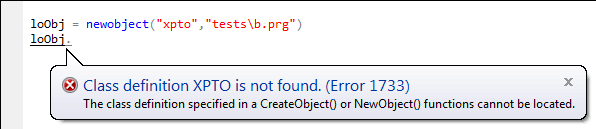 loObj = newobject("xpto","tests\b.prg")
loObj.
Class definition XPTO is not found. (Error 1733)
The class definition specified in a CreateObject() or NewObject() functions cannot be located.